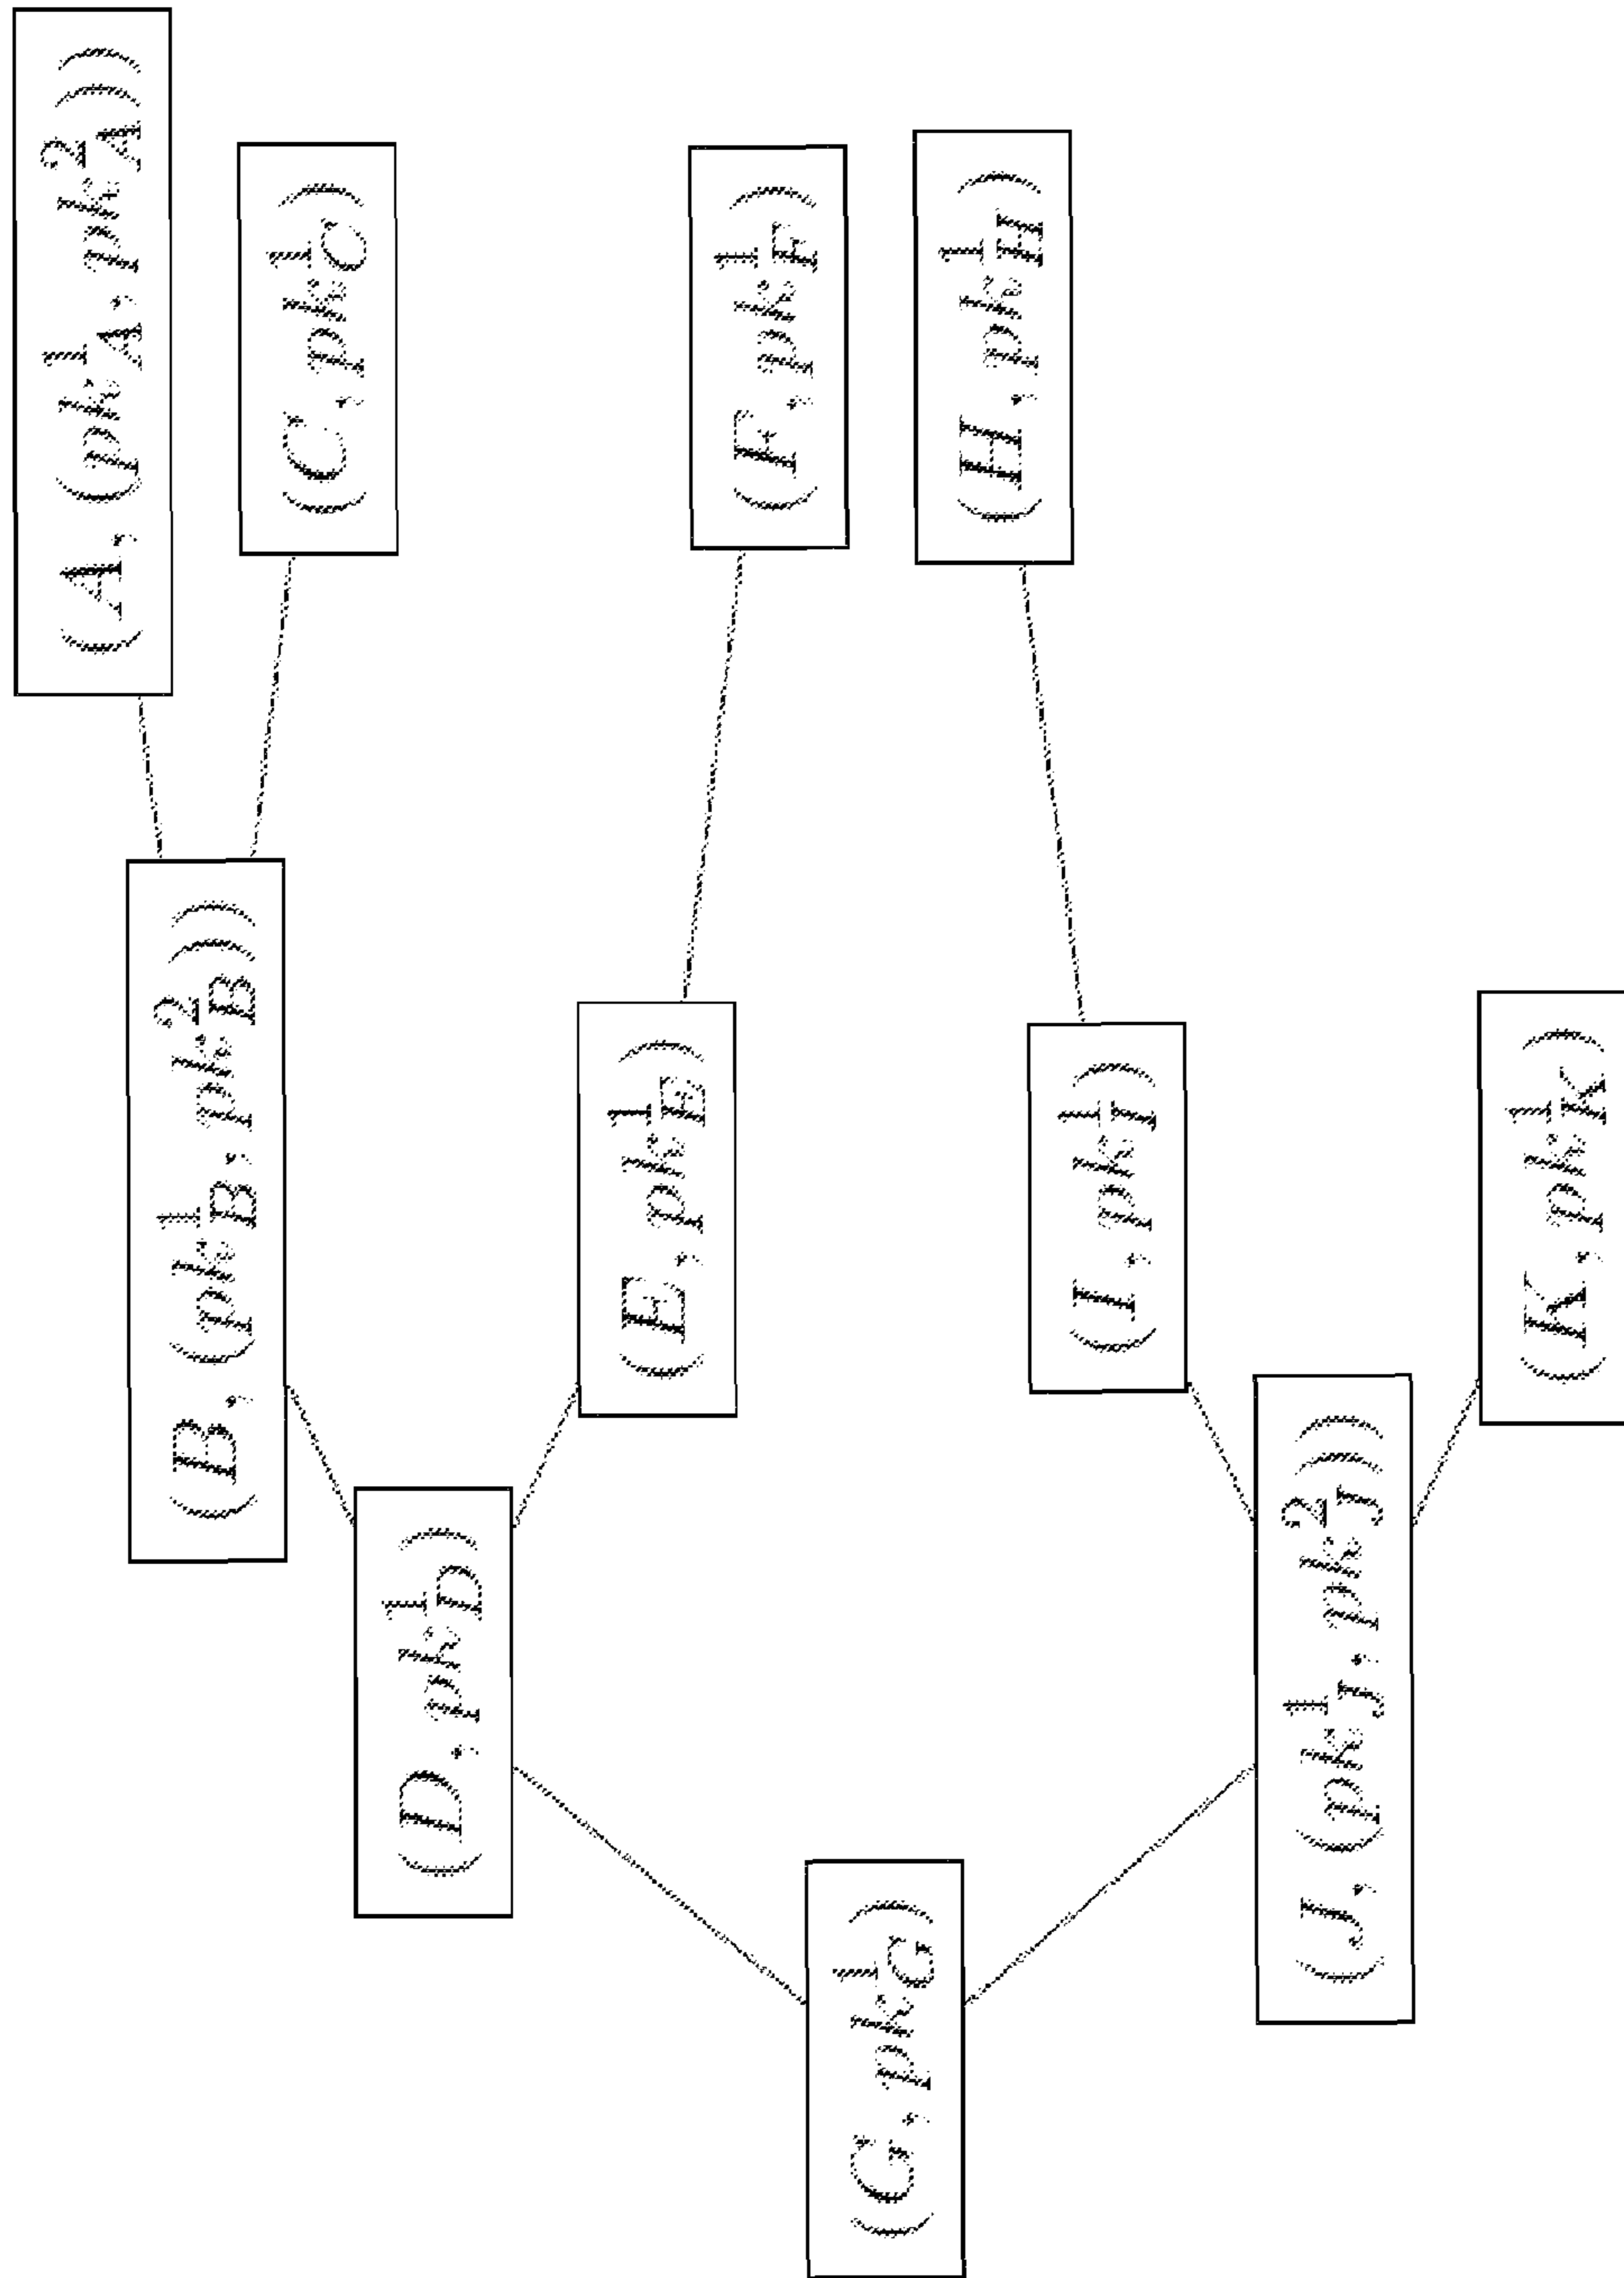 (A, (pk_A^1, pk_A^2))
(C, pk_C^1)
(F, pk_F^1)
(H, pk_H^1)
(B, (pk_B^1, pk_B^2))
(E, pk_E^1)
(I, pk_I^1)
(K, pk_K^1)
(D, pk_D^1)
(J, (pk_J^1, pk_J^2))
(G, pk_G^1)